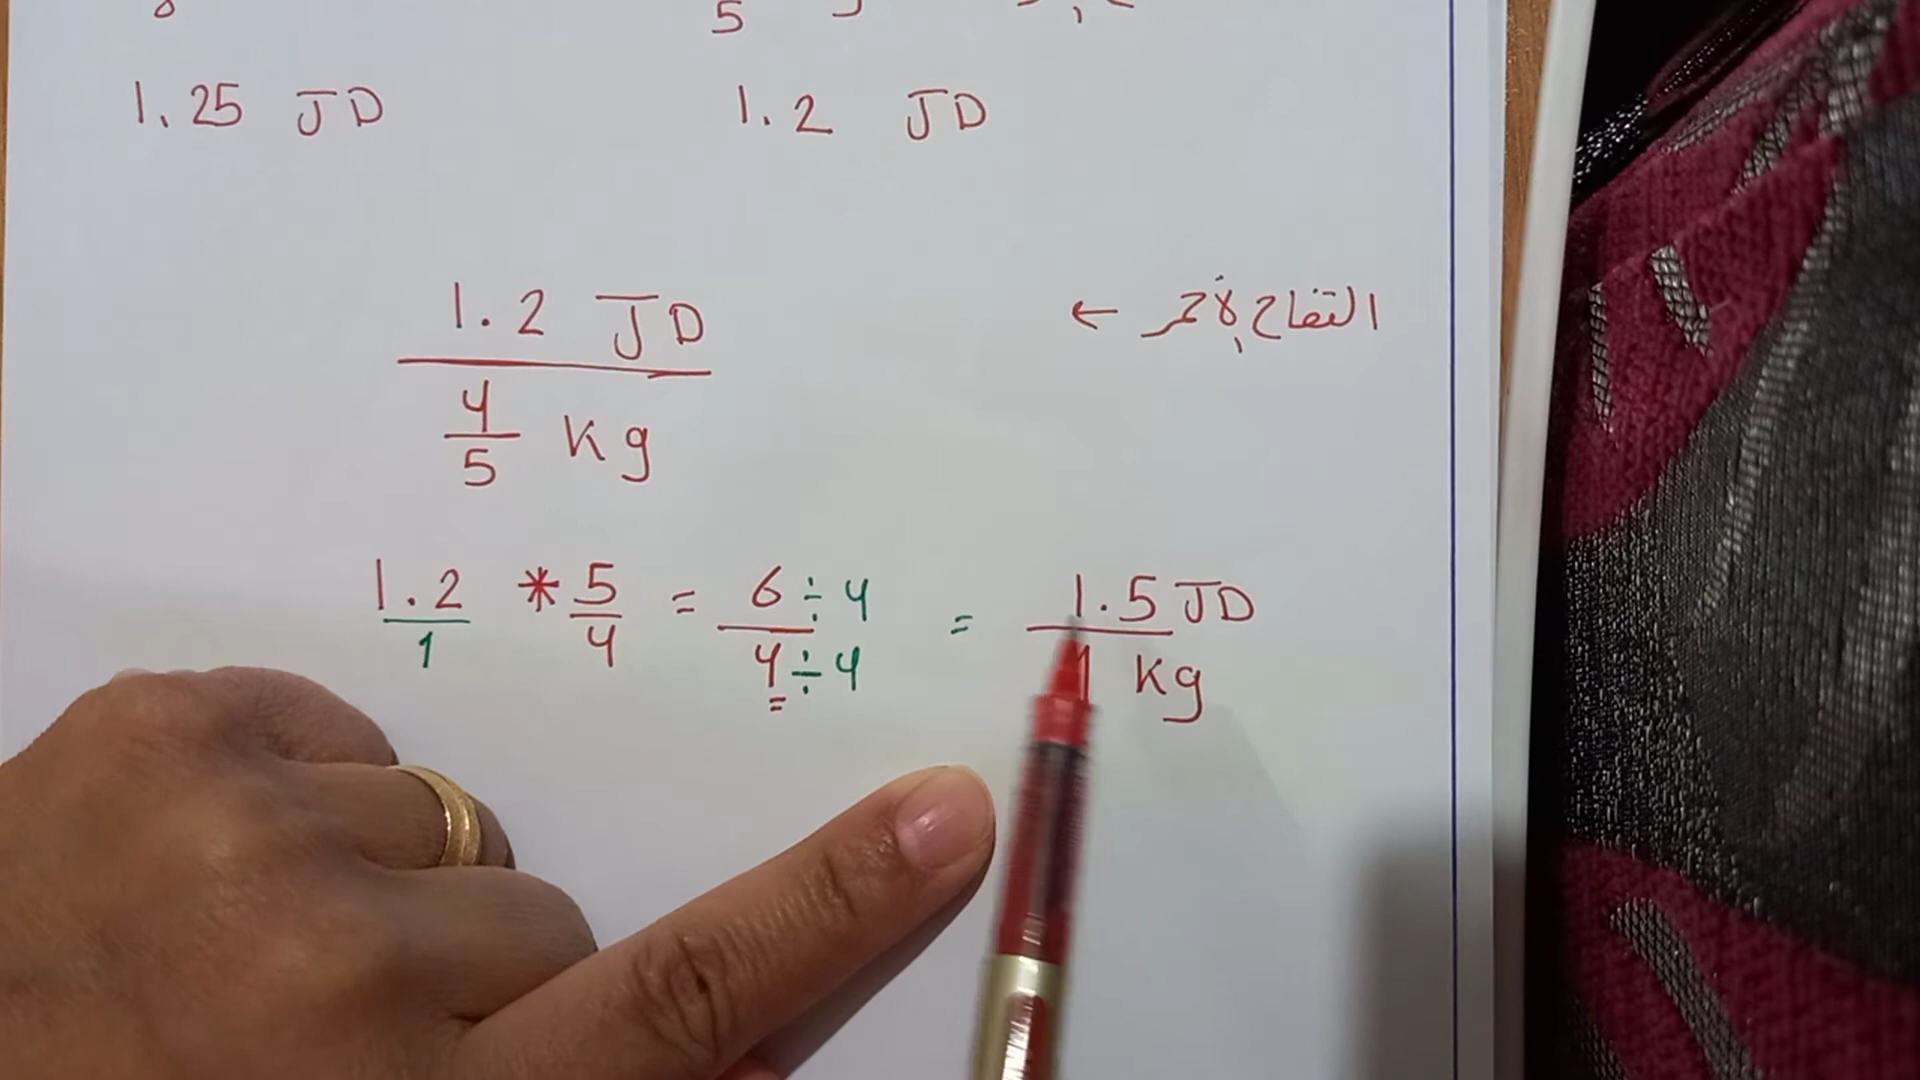 5
1.25 JD 1.2 JD
1.2 JD
4
5 Kg
التفاح الأحمر ←
1.2 * 5 = 6 ÷ 4 = 1.5 JD
1 4 4 ÷ 4 1 Kg
=